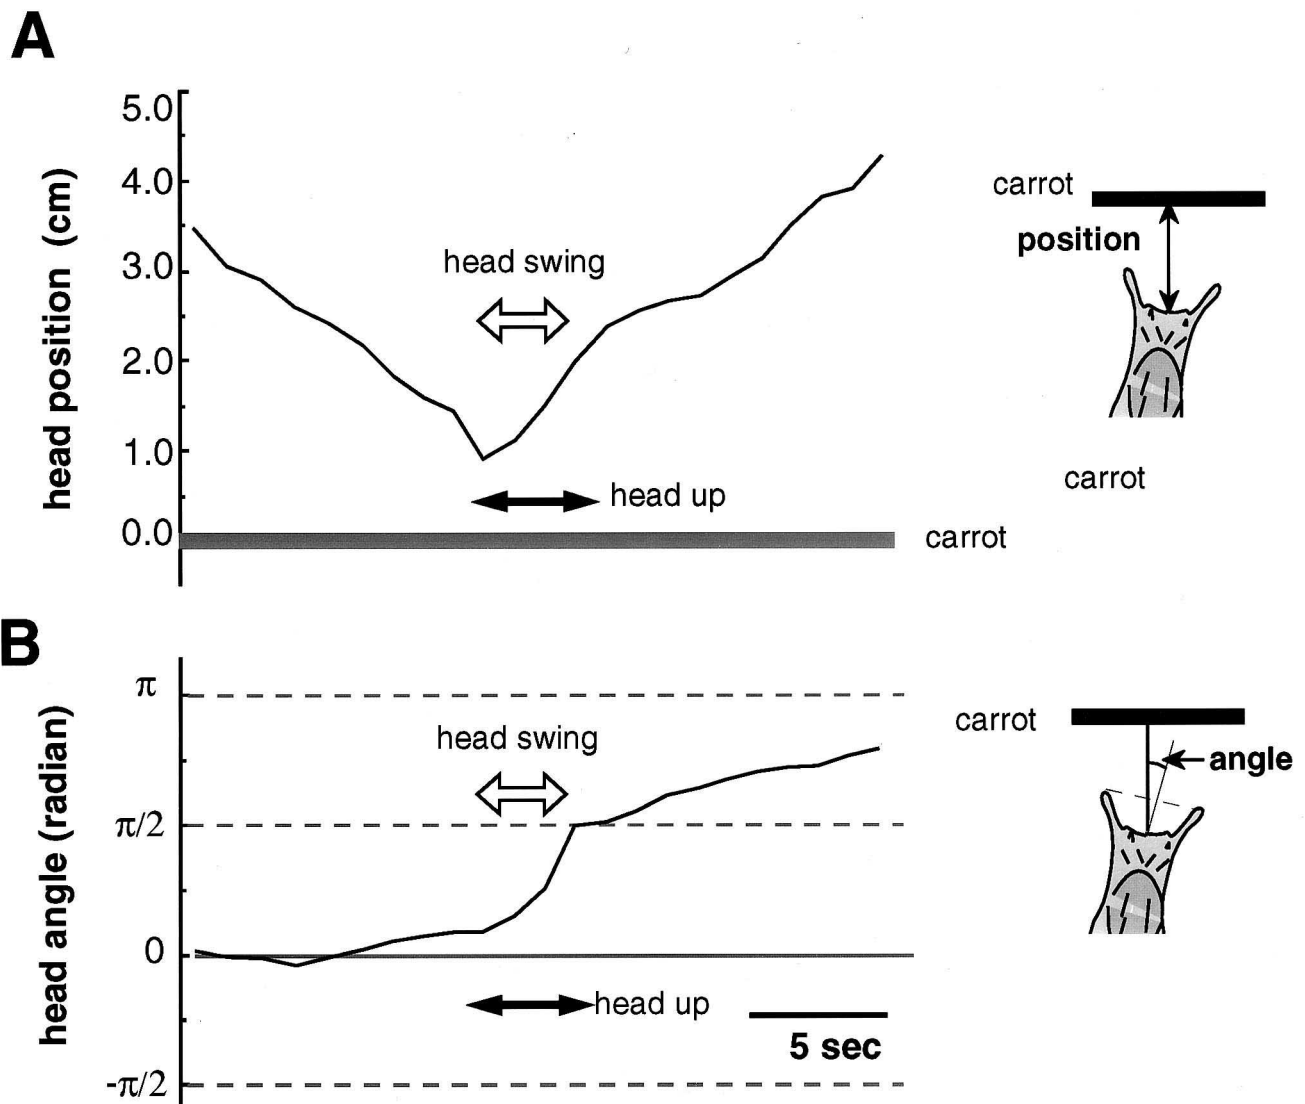 A
5.0
4.0
3.0
2.0
1.0
0.0
head position (cm)
head swing
head up
carrot
carrot
position
carrot
B
π
π/2
0
-π/2
head angle (radian)
head swing
head up
5 sec
carrot
angle